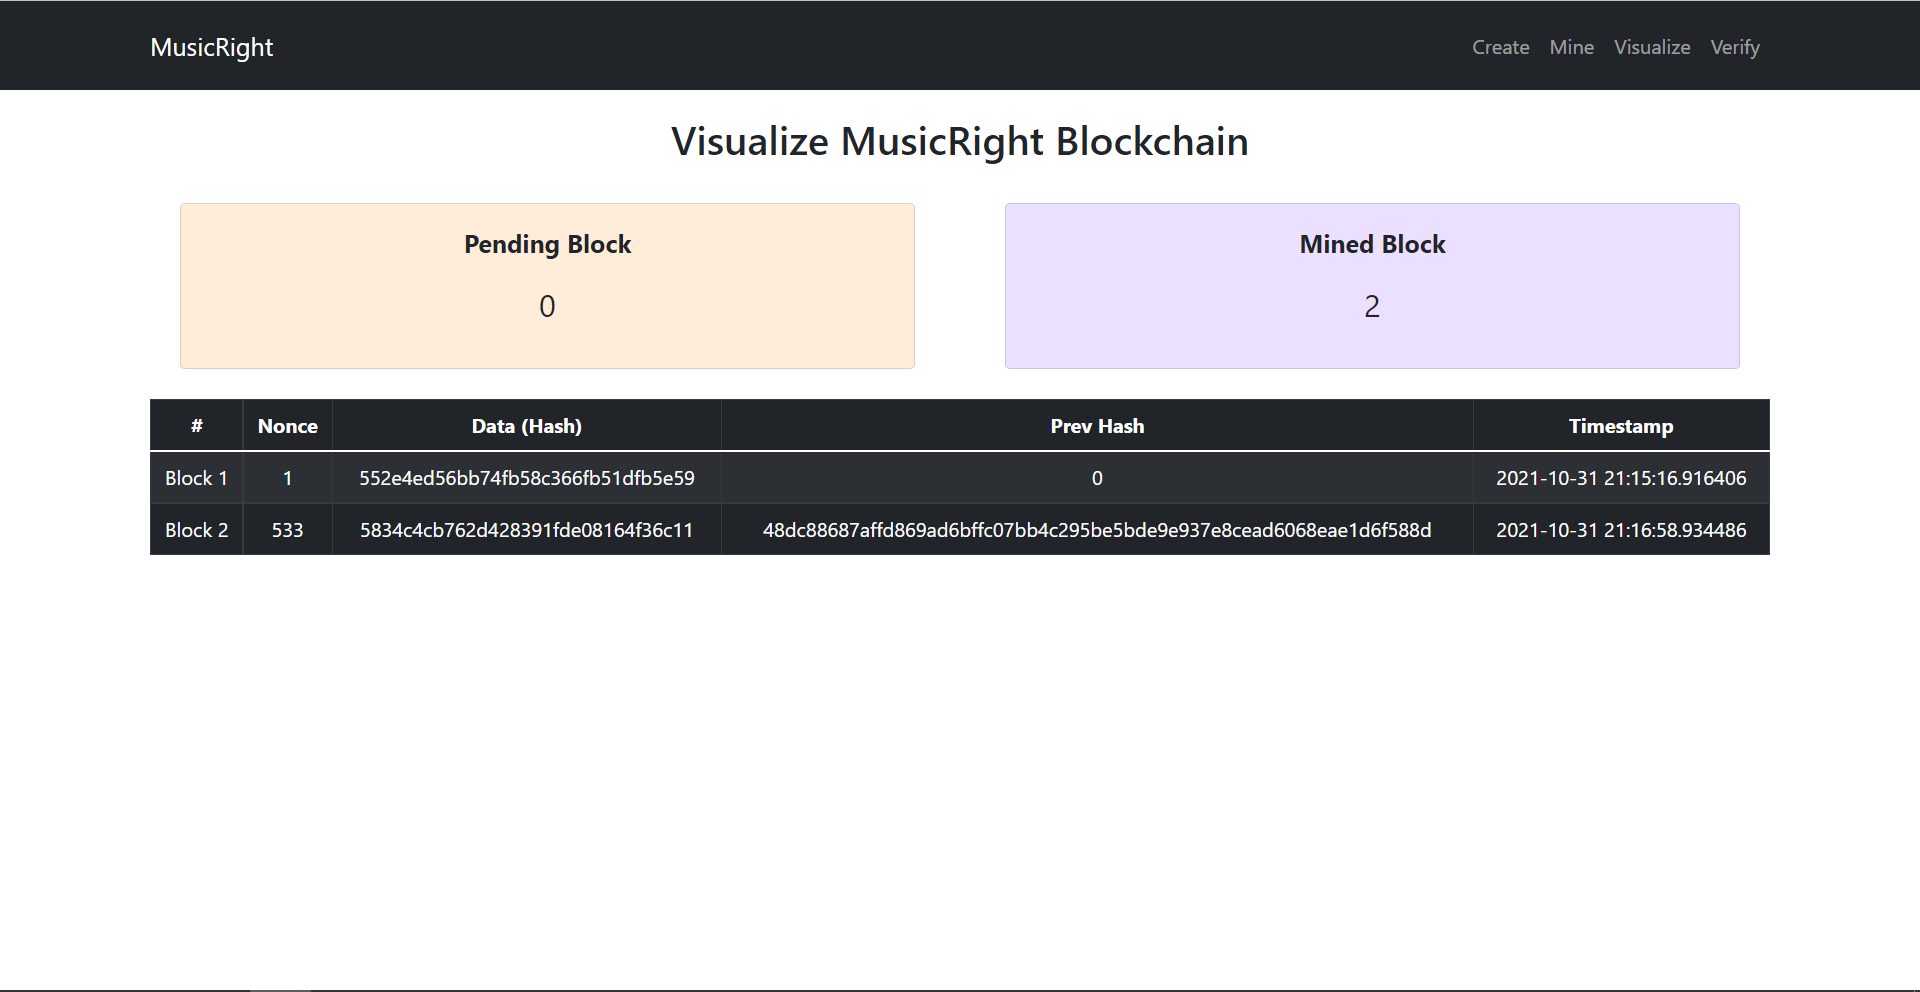 MusicRight Create Mine Visualize Verify
Visualize MusicRight Blockchain
Pending Block
0
Mined Block
2
# Nonce Data (Hash) Prev Hash Timestamp
Block 1 1 552e4ed56bb74fb58c366fb51dfb5e59 0 2021-10-31 21:15:16.916406
Block 2 533 5834c4cb762d428391fde08164f36c11 48dc88687affd869ad6bffc07bb4c295be5bde9e937e8cead6068eae1d6f588d 2021-10-31 21:16:58.934486